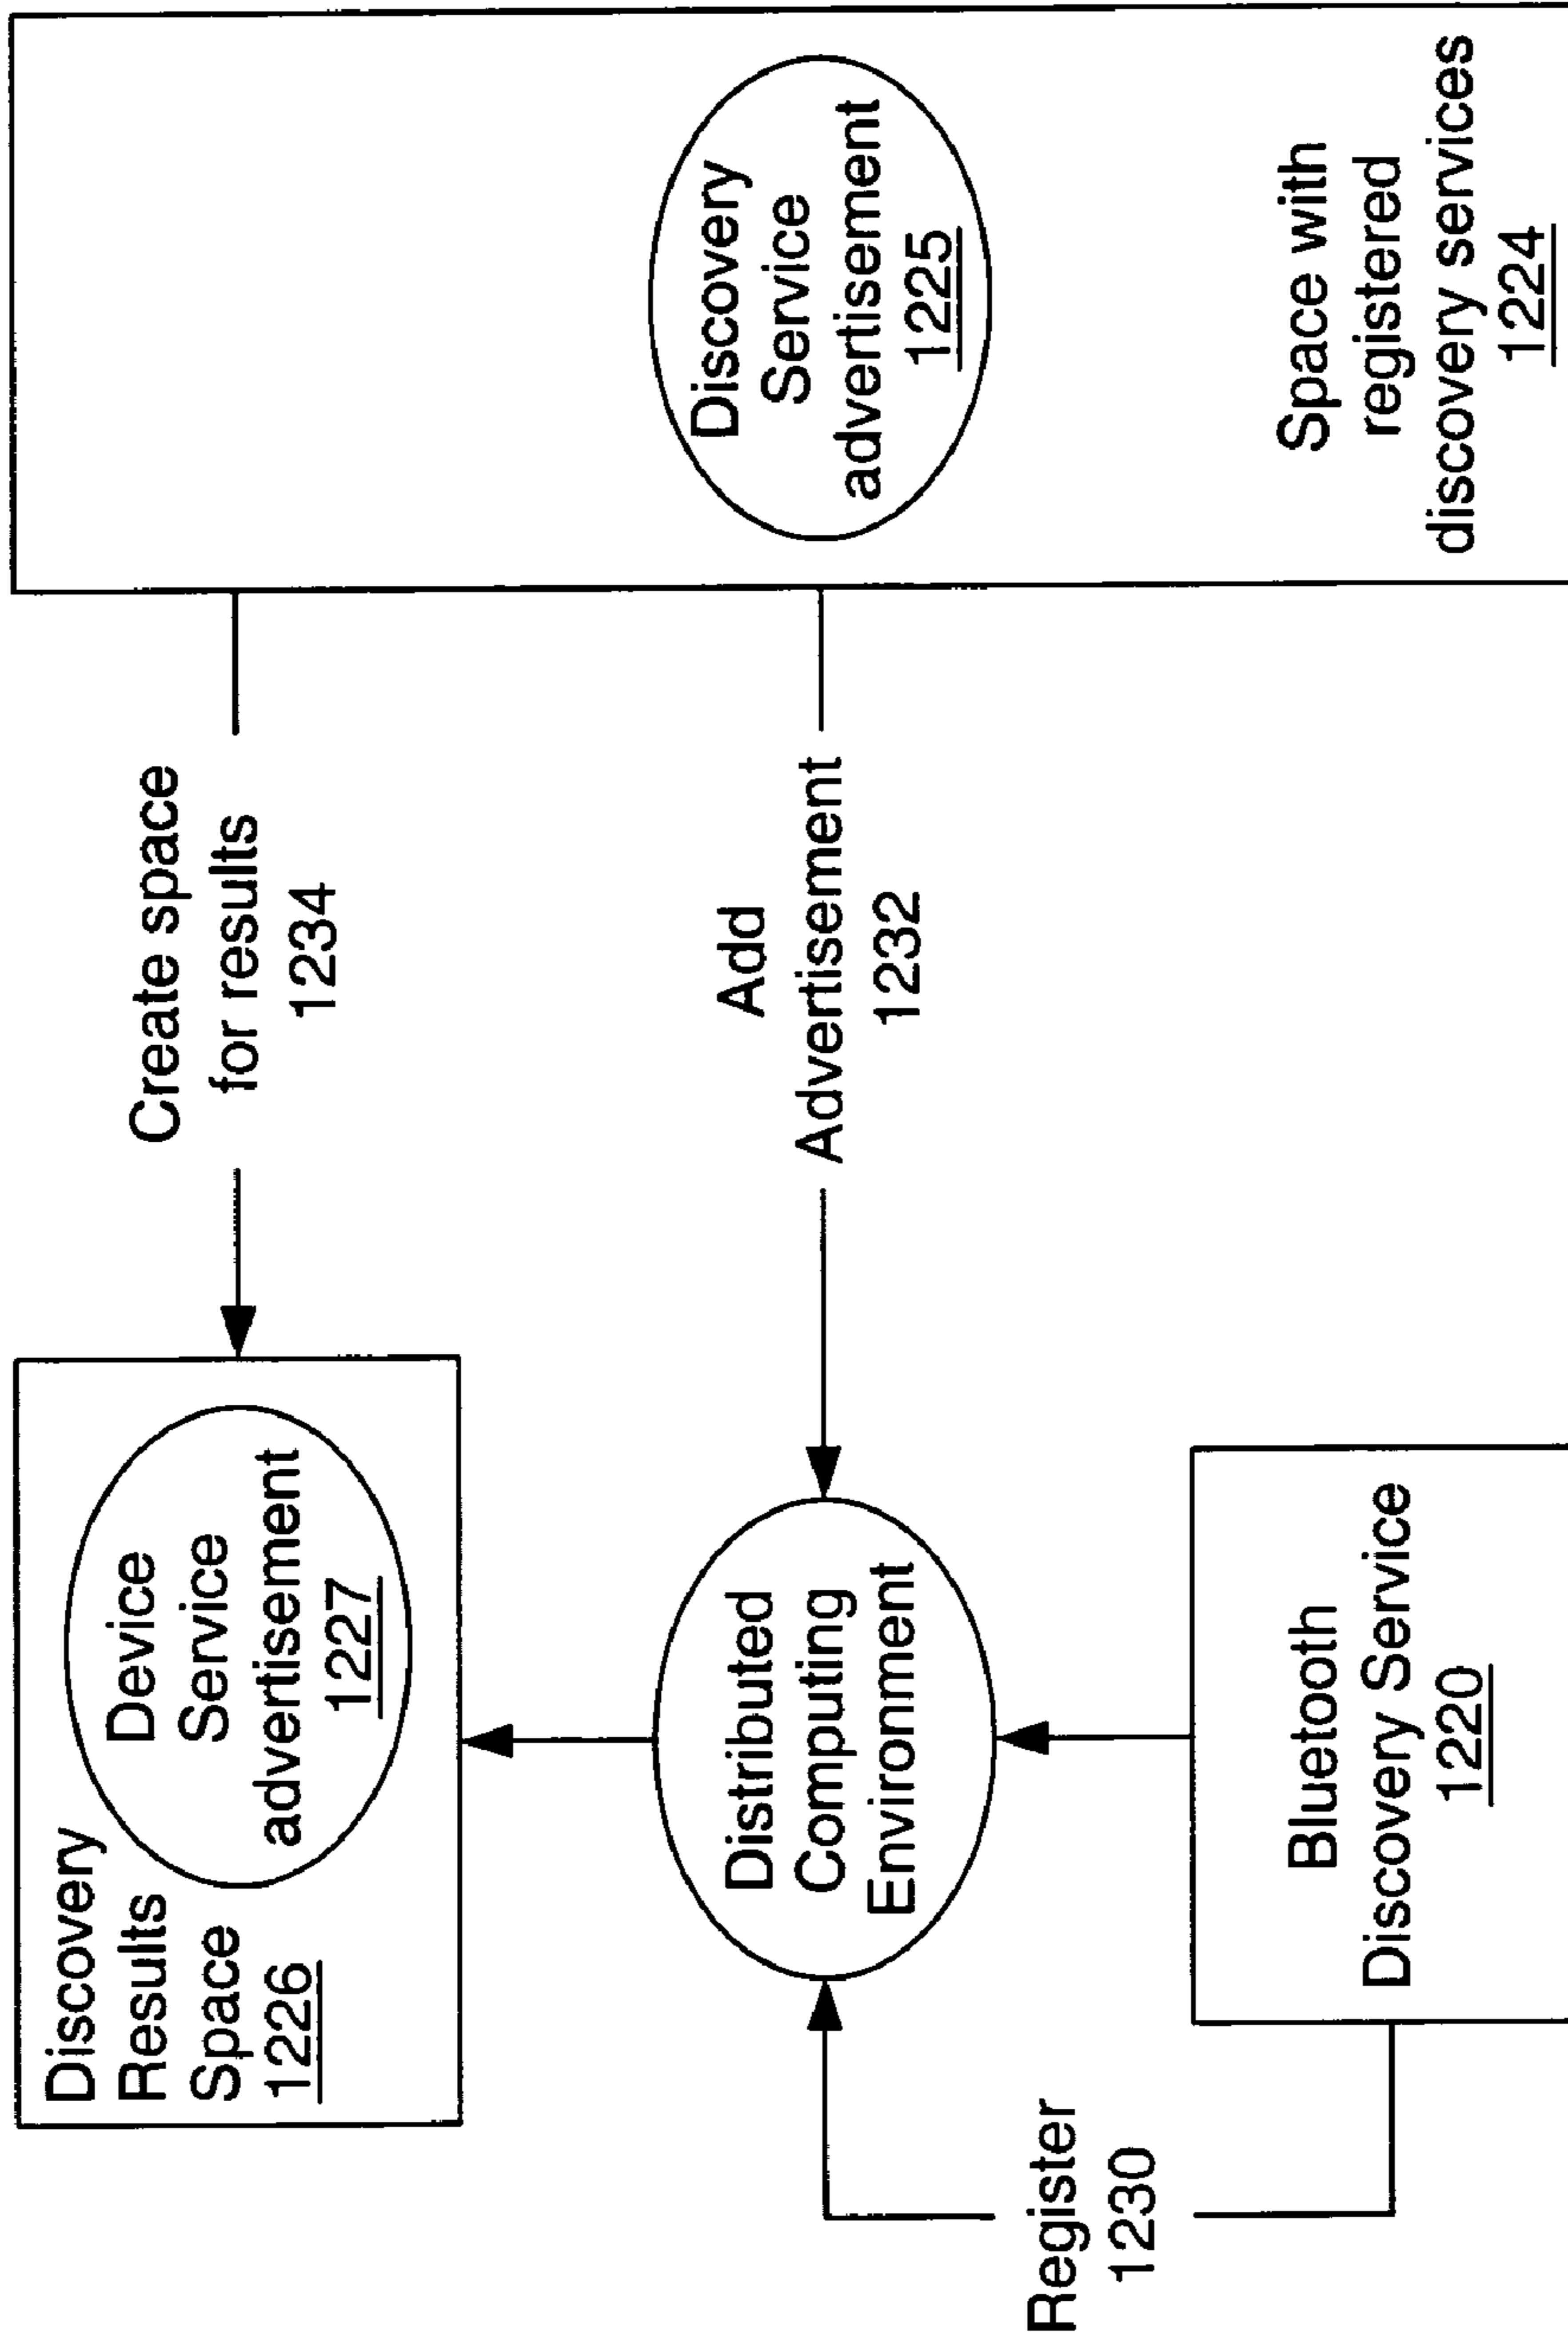 Discovery
Results
Space
1226
Device
Service
advertisement
1227
Create space
for results
1234
Distributed
Computing
Environment
Add
Advertisement
1232
Discovery
Service
advertisement
1225
Register
1230
Bluetooth
Discovery Service
1220
Space with
registered
discovery services
1224